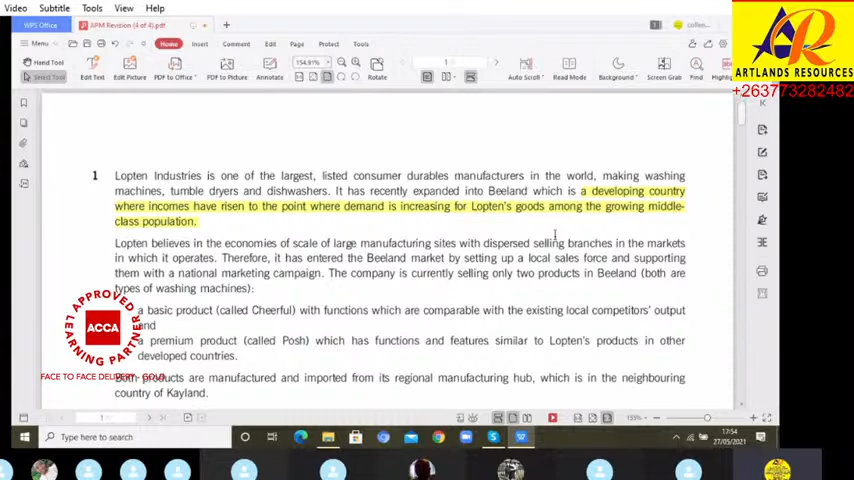 Video Subtitle Tools View Help
WPS Office
APM Revision (4 of 4).pdf
Lofen...
Menu
Home Insert Comment Edit Page Protect Tools
Hand Tool
Select Tool
Edit Text
Edit Picture
PDF to Office
PDF to Picture
Annotate
154.91%
Rotate
1
Auto Scroll
Read Mode
Background
Screen Grab
Find
AR
ARTLANDS RESOURCES
+263773282482
1 Lopten Industries is one of the largest, listed consumer durables manufacturers in the world, making washing
machines, tumble dryers and dishwashers. It has recently expanded into Beeland which is a developing country
where incomes have risen to the point where demand is increasing for Lopten's goods among the growing middle-
class population.
Lopten believes in the economies of scale of large manufacturing sites with dispersed selling branches in the markets
in which it operates. Therefore, it has entered the Beeland market by setting up a local sales force and supporting
them with a national marketing campaign. The company is currently selling only two products in Beeland (both are
types of washing machines):
a basic product (called Cheerful) with functions which are comparable with the existing local competitors' output
and
a premium product (called Posh) which has functions and features similar to Lopten's products in other
developed countries.
Both products are manufactured and imported from its regional manufacturing hub, which is in the neighbouring
country of Kayland.
APPROVED
ACCA
LEARNING PARTNER
FACE TO FACE DELIVERY - GOLD
155%
Type here to search
17:54
27/05/2021